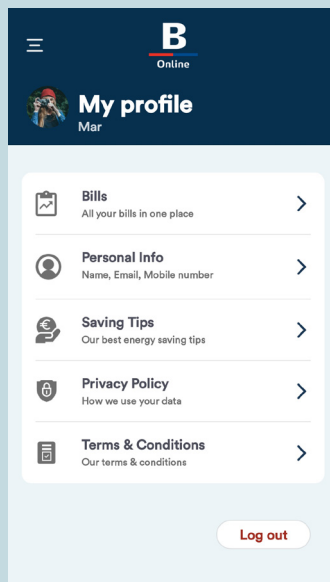 B
Online
My profile
Mar
Bills
All your bills in one place
Personal Info
Name, Email, Mobile number
Saving Tips
Our best energy saving tips
Privacy Policy
How we use your data
Terms & Conditions
Our terms & conditions
Log out